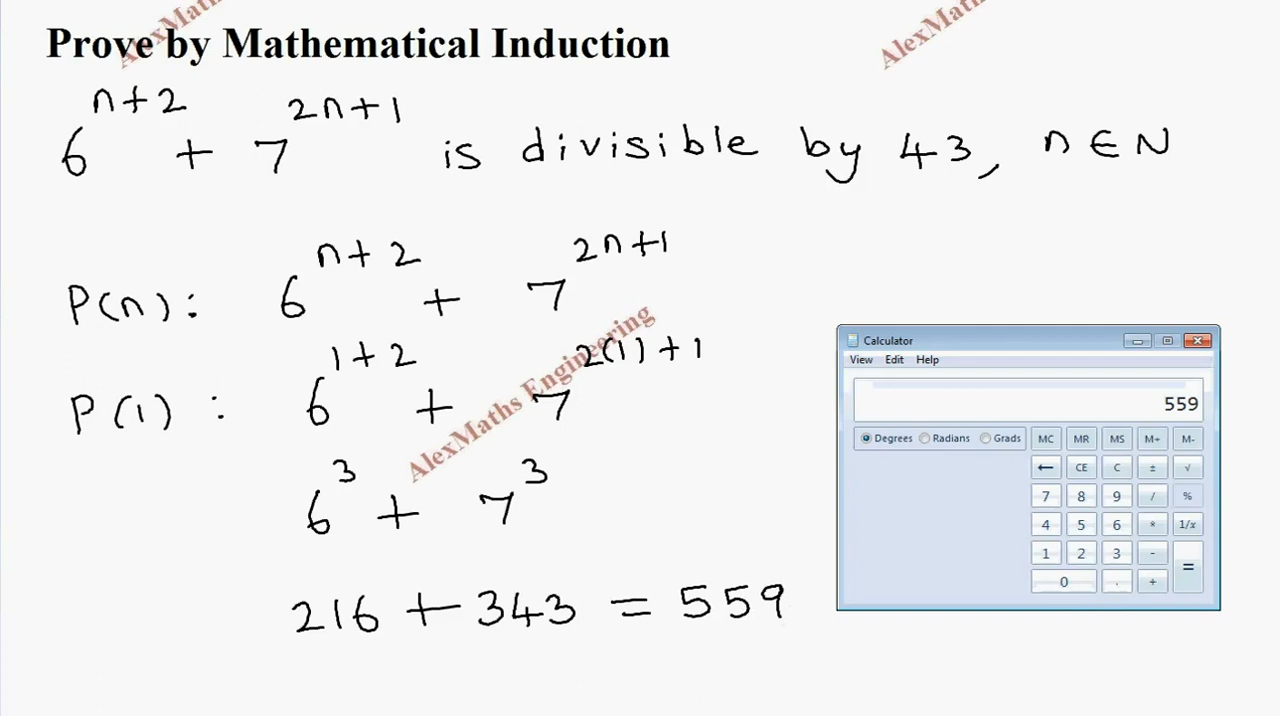 Prove by Mathematical Induction
AlexMath
AlexMath
6^{n+2} + 7^{2n+1} is divisible by 43, n ∈ N
P(n): 6^{n+2} + 7^{2n+1}
P(1): 6^{1+2} + 7^{2(1)+1}
AlexMaths Engineering
6^3 + 7^3
216 + 343 = 559
Calculator
View Edit Help
559
Degrees Radians Grads MC MR MS M+ M-
← CE C ± √
7 8 9 / %
4 5 6 * 1/x
1 2 3 - =
0 . +